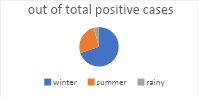 out of total positive cases
winter summer rainy